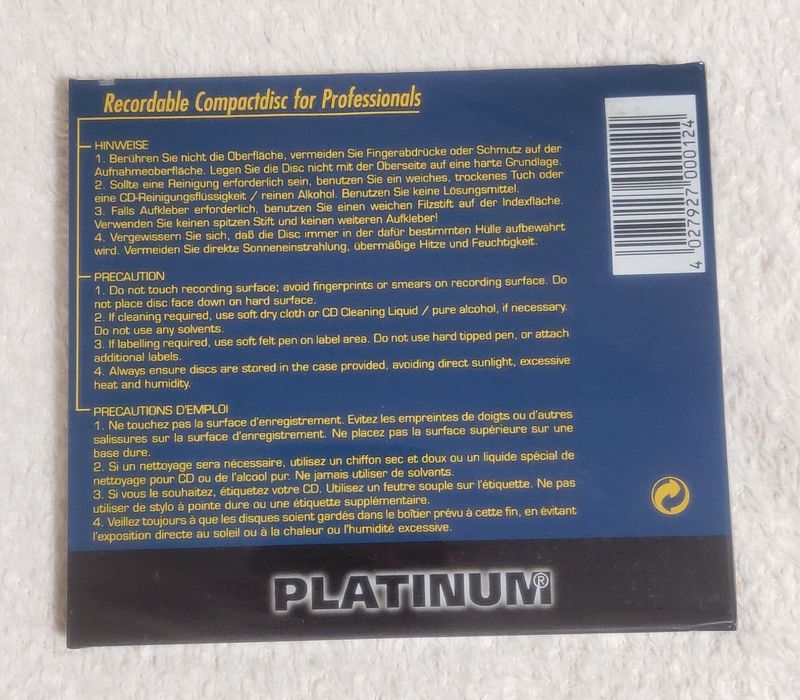 Recordable Compactdisc for Professionals
HINWEISE
1. Berühren Sie nicht die Oberfläche, vermeiden Sie Fingerabdrücke oder Schmutz auf der
Aufnahmeoberfläche. Legen Sie die Disc nicht mit der Oberseite auf eine harte Grundlage.
2. Sollte eine Reinigung erforderlich sein, benutzen Sie ein weiches, trockenes Tuch oder
eine CD-Reinigungsflüssigkeit / reinen Alkohol. Benutzen Sie keine Lösungsmittel.
3. Falls Aufkleber erforderlich, benutzen Sie einen weichen Filzstift auf der Indexfläche.
Verwenden Sie keinen spitzen Stift und keinen weiteren Aufkleber!
4. Vergewissern Sie sich, daß die Disc immer in der dafür bestimmten Hülle aufbewahrt
wird. Vermeiden Sie direkte Sonneneinstrahlung, übermäßige Hitze und Feuchtigkeit.
PRECAUTION
1. Do not touch recording surface; avoid fingerprints or smears on recording surface. Do
not place disc face down on hard surface.
2. If cleaning required, use soft dry cloth or CD Cleaning Liquid / pure alcohol, if necessary.
Do not use any solvents.
3. If labelling required, use soft felt pen on label area. Do not use hard tipped pen, or attach
additional labels.
4. Always ensure discs are stored in the case provided, avoiding direct sunlight, excessive
heat and humidity.
PRECAUTIONS D'EMPLOI
1. Ne touchez pas la surface d'enregistrement. Evitez les empreintes de doigts ou d'autres
salissures sur la surface d'enregistrement. Ne placez pas la surface supérieure sur une
base dure.
2. Si un nettoyage sera nécessaire, utilisez un chiffon sec et doux ou un liquide spécial de
nettoyage pour CD ou de l'alcool pur. Ne jamais utiliser de solvants.
3. Si vous le souhaitez, étiquetez votre CD. Utilisez un feutre souple sur l'étiquette. Ne pas
utiliser de stylo à pointe dure ou une étiquette supplémentaire.
4. Veillez toujours à que les disques soient gardés dans le boîtier prévu à cette fin, en évitant
l'exposition directe au soleil ou à la chaleur ou l'humidité excessive.
4 027927 000124
PLATINUM®